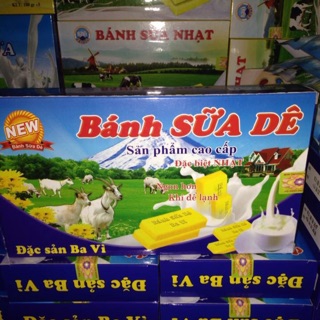 BÁNH SỮA NHẠT
NEW
Bánh Sữa Dê
Bánh SỮA DÊ
Sản phẩm cao cấp
Đặc biệt NHẠT
Ngon hơn
Khi để lạnh
Đặc sản Ba Vì
Đặc sản Ba Vì
Đặc sản Ba Vì